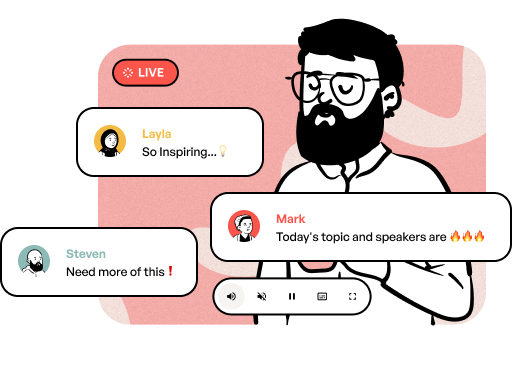 LIVE
Layla
So Inspiring...💡
Mark
Today's topic and speakers are 🔥🔥🔥
Steven
Need more of this ❗